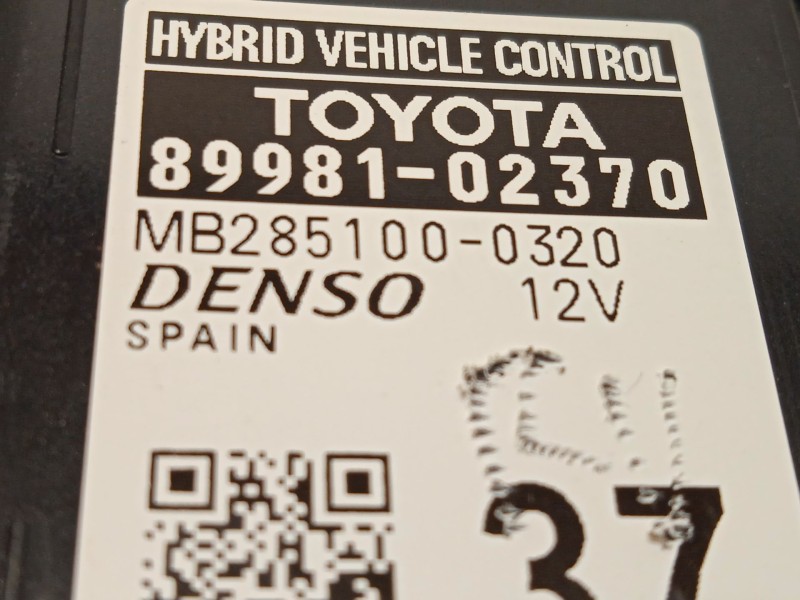 HYBRID VEHICLE CONTROL
TOYOTA
89981-02370
MB285100-0320
DENSO 12V
SPAIN
37